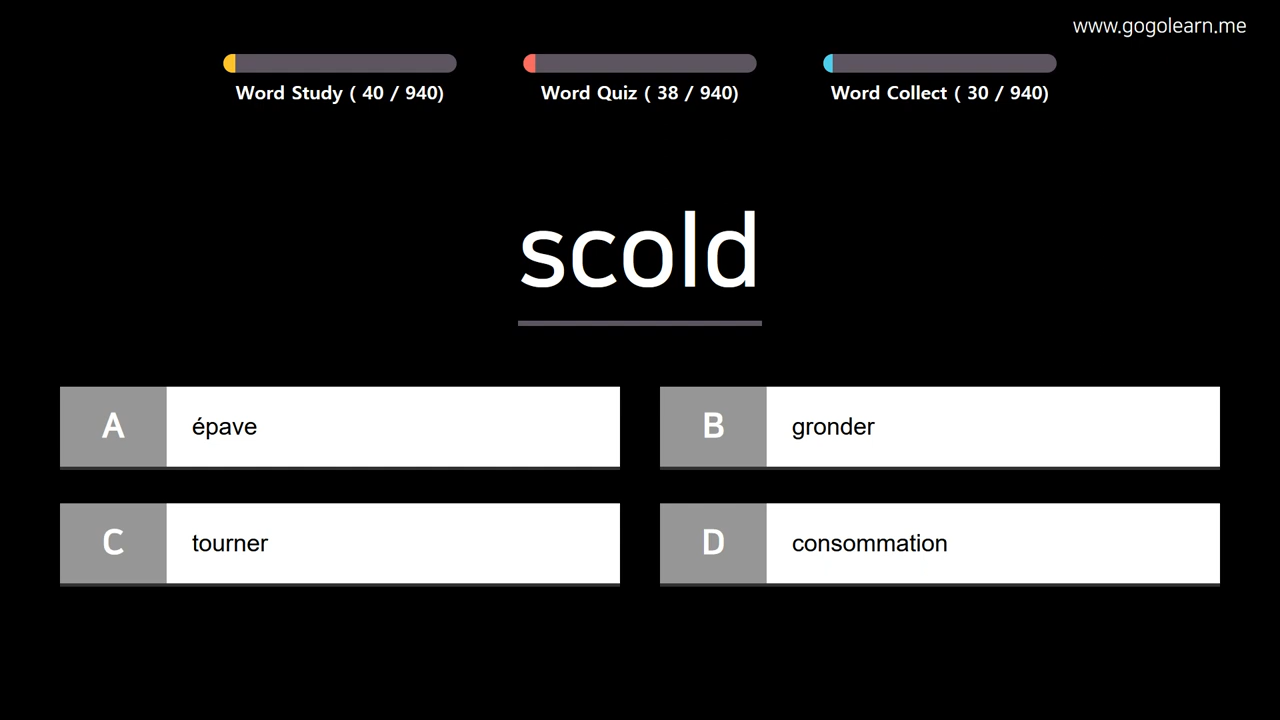 www.gogolearn.me
Word Study ( 40 / 940)
Word Quiz ( 38 / 940)
Word Collect ( 30 / 940)
scold
A épave
B gronder
C tourner
D consommation